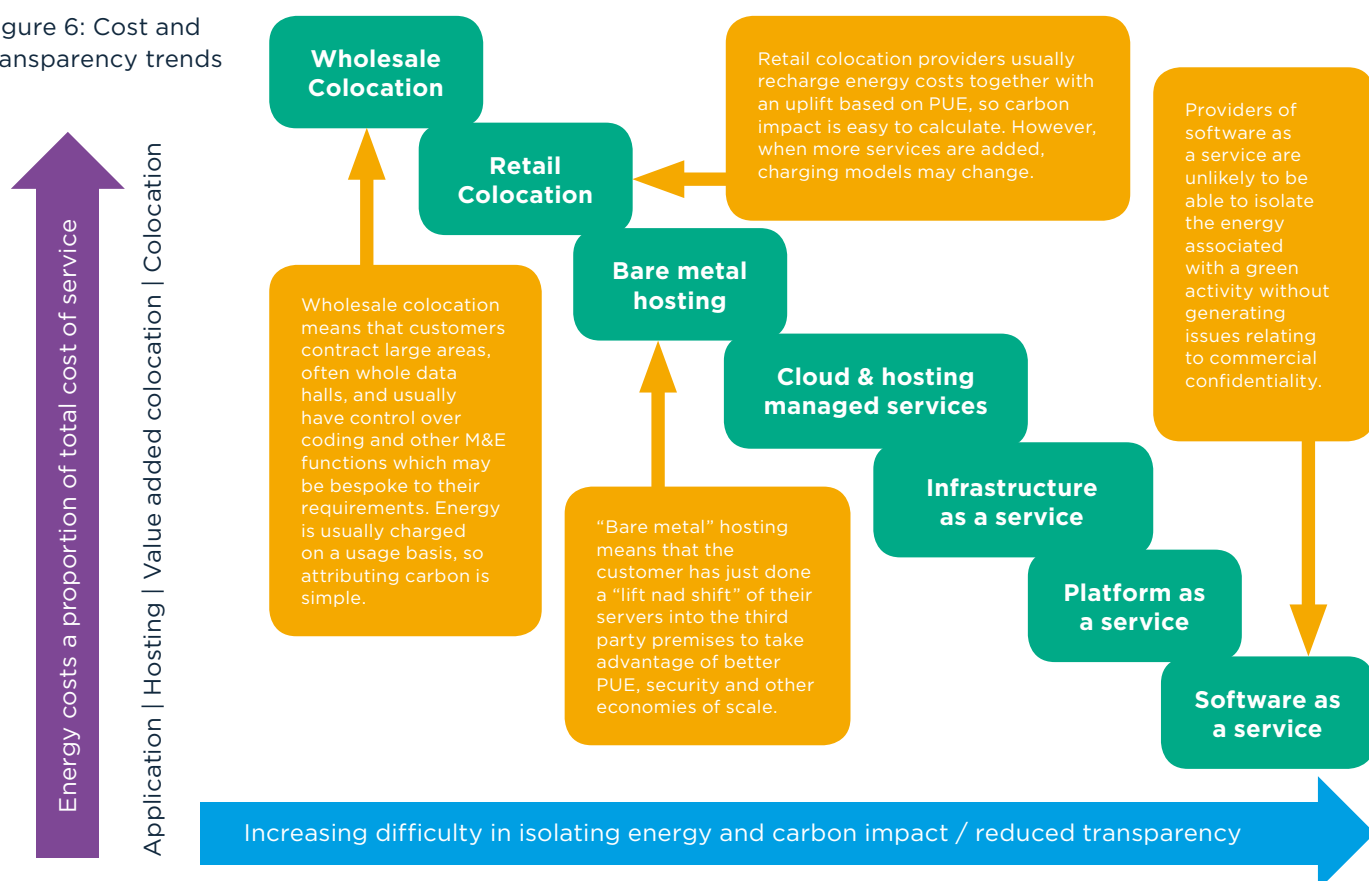 gure 6: Cost and
ansparency trends
Wholesale
Colocation
Retail colocation providers usually
recharge energy costs together with
an uplift based on PUE, so carbon
impact is easy to calculate. However,
when more services are added,
charging models may change.
Providers of
software as
a service are
unlikely to be
able to isolate
the energy
associated
with a green
activity without
generating
issues relating
to commercial
confidentiality.
Retail
Colocation
Bare metal
hosting
Wholesale colocation
means that customers
contract large areas,
often whole data
halls, and usually
have control over
coding and other M&E
functions which may
be bespoke to their
requirements. Energy
is usually charged
on a usage basis, so
attributing carbon is
simple.
Cloud & hosting
managed services
Infrastructure
as a service
"Bare metal" hosting
means that the
customer has just done
a "lift nad shift" of their
servers into the third
party premises to take
advantage of better
PUE, security and other
economies of scale.
Platform as
a service
Software as
a service
Energy costs a proportion of total cost of service
Application | Hosting | Value added colocation | Colocation
Increasing difficulty in isolating energy and carbon impact / reduced transparency